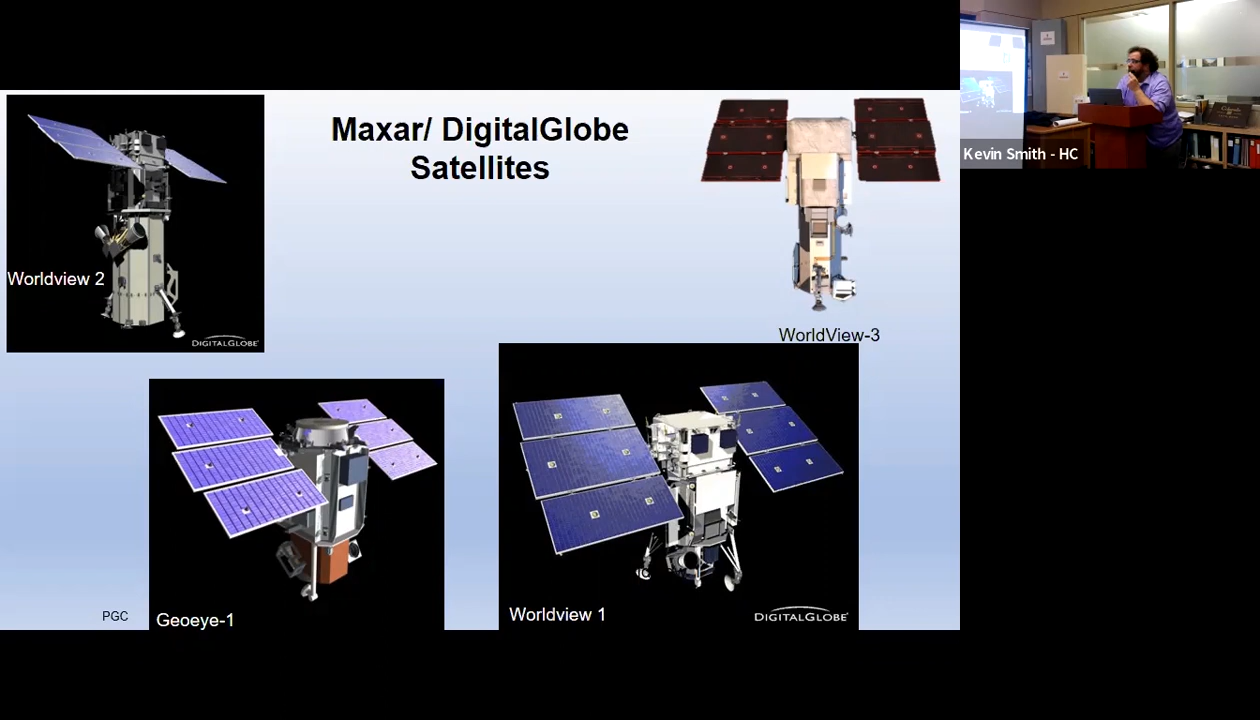 Maxar/ DigitalGlobe
Satellites
Worldview 2
DIGITALGLOBE
WorldView-3
Geoeye-1
Worldview 1
DIGITALGLOBE
PGC
Kevin Smith - HC